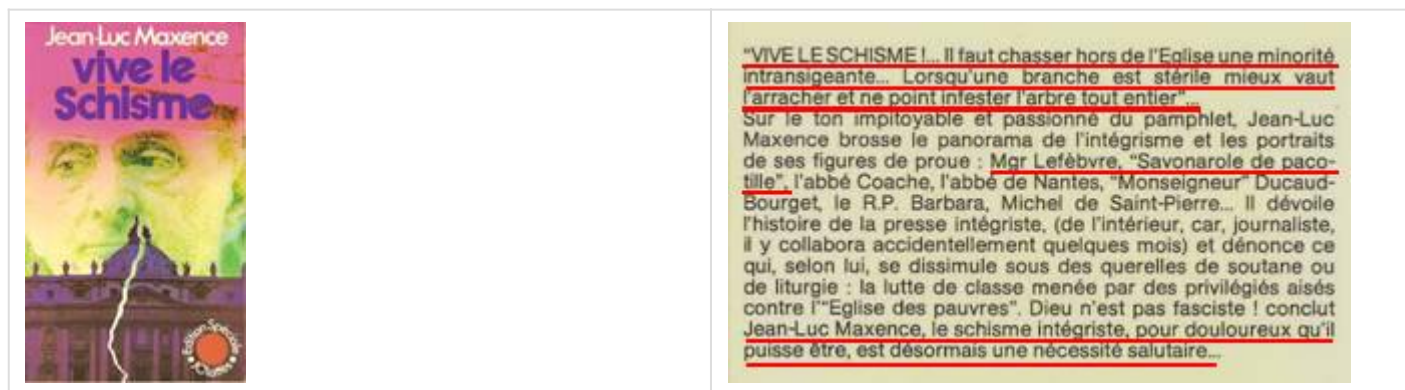 Jean-Luc Maxence
vive le
Schisme
Edition Spéciale
"VIVE LE SCHISME !... Il faut chasser hors de l'Eglise une minorité
intransigeante... Lorsqu'une branche est stérile mieux vaut
l'arracher et ne point infester l'arbre tout entier"...
Sur le ton impitoyable et passionné du pamphlet, Jean-Luc
Maxence brosse le panorama de l'intégrisme et les portraits
de ses figures de proue : Mgr Lefèbvre, "Savonarole de paco-
tille", l'abbé Coache, l'abbé de Nantes, "Monseigneur" Ducaud-
Bourget, le R.P. Barbara, Michel de Saint-Pierre... Il dévoile
l'histoire de la presse intégriste, (de l'intérieur, car, journaliste,
il y collabora accidentellement quelques mois) et dénonce ce
qui, selon lui, se dissimule sous des querelles de soutane ou
de liturgie : la lutte de classe menée par des privilégiés aisés
contre l'"Eglise des pauvres". Dieu n'est pas fasciste ! conclut
Jean-Luc Maxence, le schisme intégriste, pour douloureux qu'il
puisse être, est désormais une nécessité salutaire...